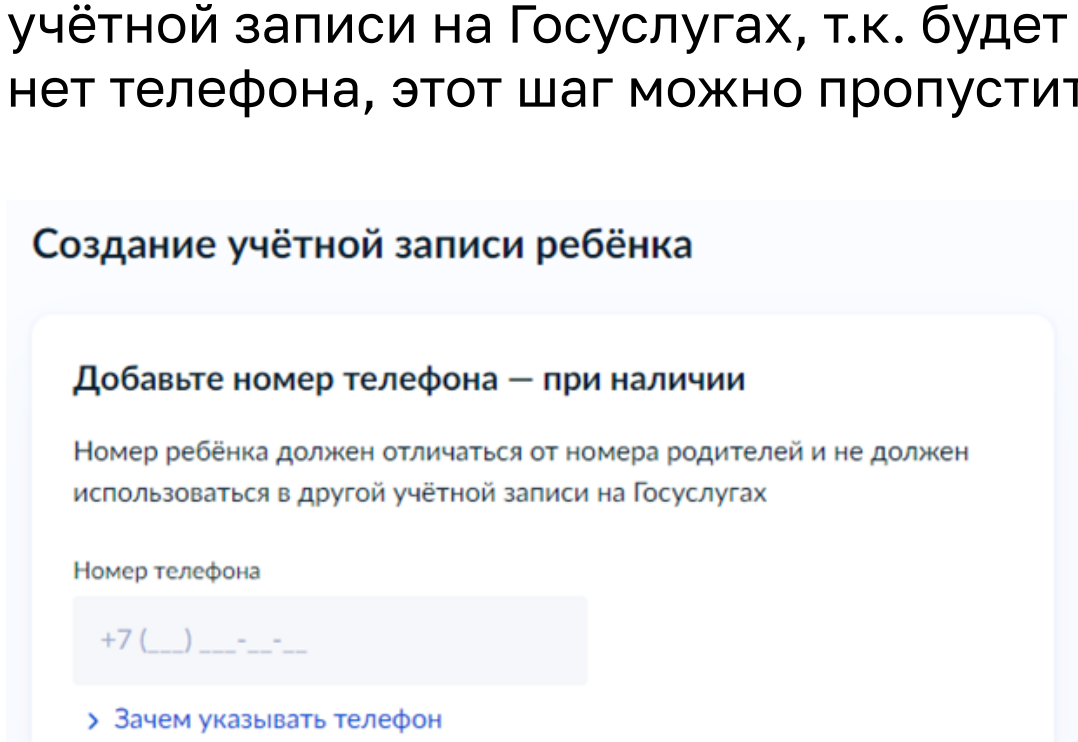 учётной записи на Госуслугах, т.к. будет
нет телефона, этот шаг можно пропустит
Создание учётной записи ребёнка
Добавьте номер телефона — при наличии
Номер ребёнка должен отличаться от номера родителей и не должен
использоваться в другой учётной записи на Госуслугах
Номер телефона
+7 (___) ___-__-__
Зачем указывать телефон